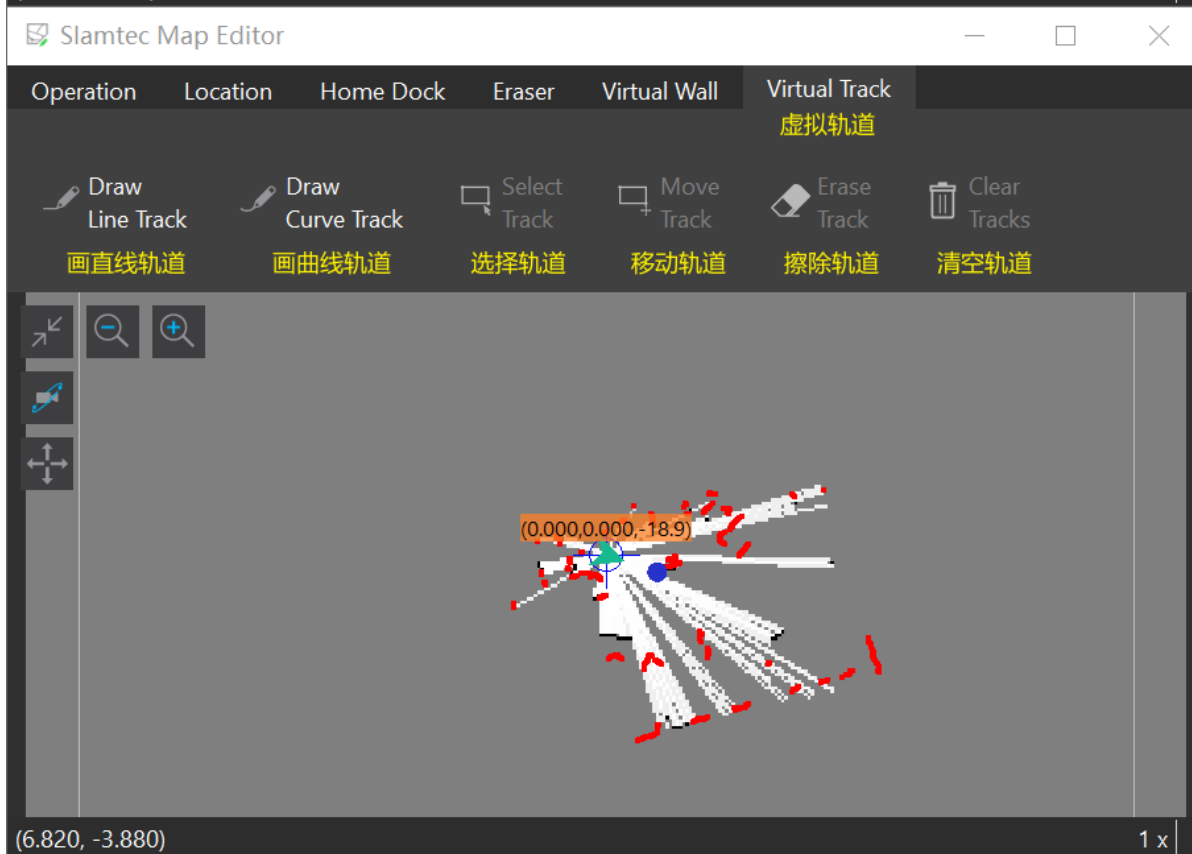 Slamtec Map Editor
Operation Location Home Dock Eraser Virtual Wall Virtual Track
虚拟轨道
Draw Draw Select Move Erase Clear
Line Track Curve Track Track Track Track Tracks
画直线轨道 画曲线轨道 选择轨道 移动轨道 擦除轨道 清空轨道
(0.000,0.000,-18.9)
(6.820, -3.880) 1 x